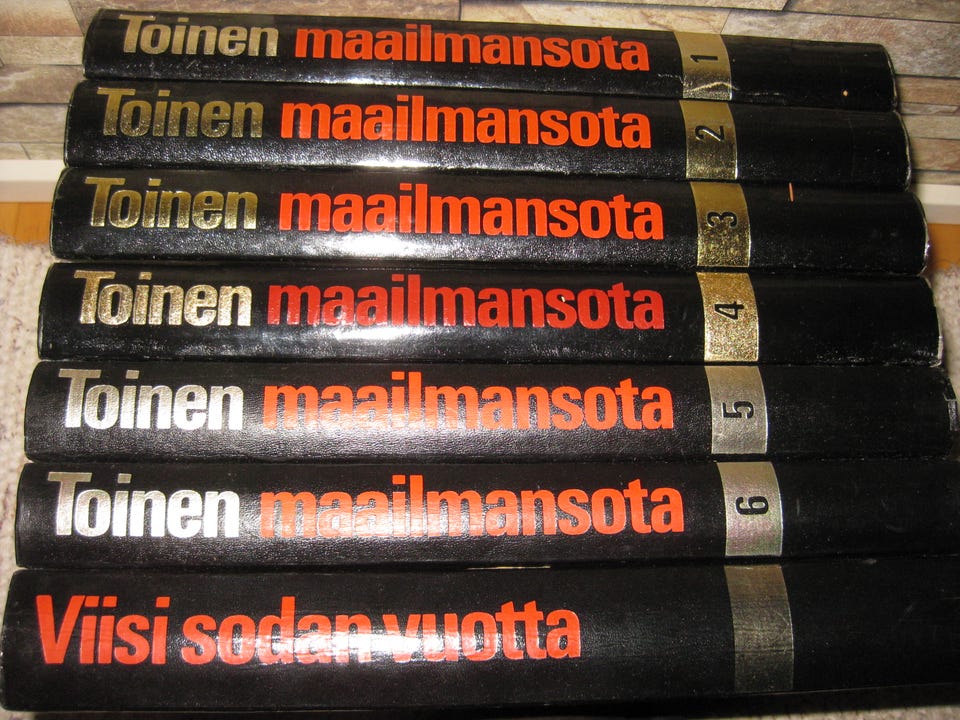 Toinen maailmansota 1
Toinen maailmansota 2
Toinen maailmansota 3
Toinen maailmansota 4
Toinen maailmansota 5
Toinen maailmansota 6
Viisi sodan vuotta